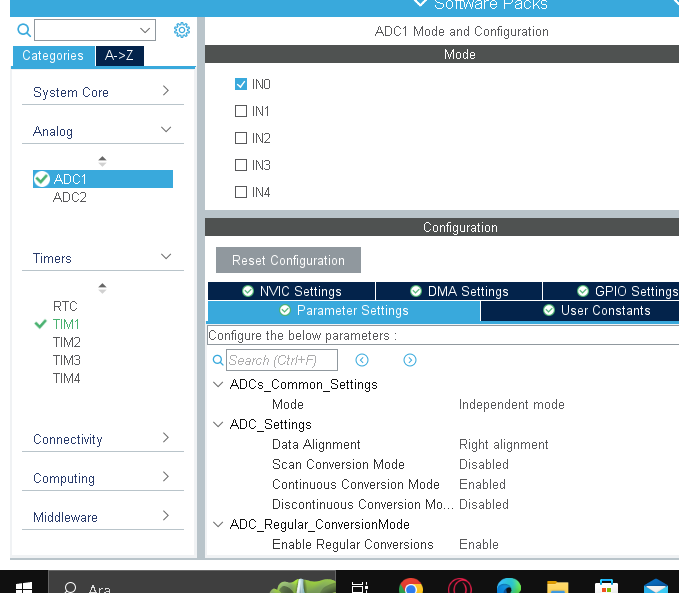 Software Packs
ADC1 Mode and Configuration
Categories
A->Z
Mode
System Core
Analog
ADC1
ADC2
Timers
RTC
TIM1
TIM2
TIM3
TIM4
Connectivity
Computing
Middleware
IN0
IN1
IN2
IN3
IN4
Configuration
Reset Configuration
NVIC Settings
DMA Settings
GPIO Settings
Parameter Settings
User Constants
Configure the below parameters :
Search (Ctrl+F)
ADCs_Common_Settings
Mode Independent mode
ADC_Settings
Data Alignment Right alignment
Scan Conversion Mode Disabled
Continuous Conversion Mode Enabled
Discontinuous Conversion Mo... Disabled
ADC_Regular_ConversionMode
Enable Regular Conversions Enable
Ara